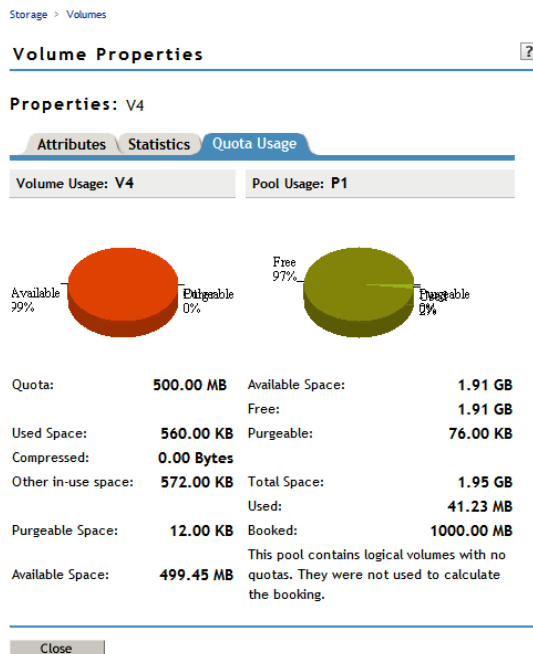 Storage > Volumes
Volume Properties
?
Properties: V4
Attributes
Statistics
Quota Usage
Volume Usage: V4
Pool Usage: P1
Available
99%
Purgeable
0%
Free
97%
Purgeable
Quota: 500.00 MB
Used Space: 560.00 KB
Compressed: 0.00 Bytes
Other in-use space: 572.00 KB
Purgeable Space: 12.00 KB
Available Space: 499.45 MB
Available Space: 1.91 GB
Free: 1.91 GB
Purgeable: 76.00 KB
Total Space: 1.95 GB
Used: 41.23 MB
Booked: 1000.00 MB
This pool contains logical volumes with no
quotas. They were not used to calculate
the booking.
Close